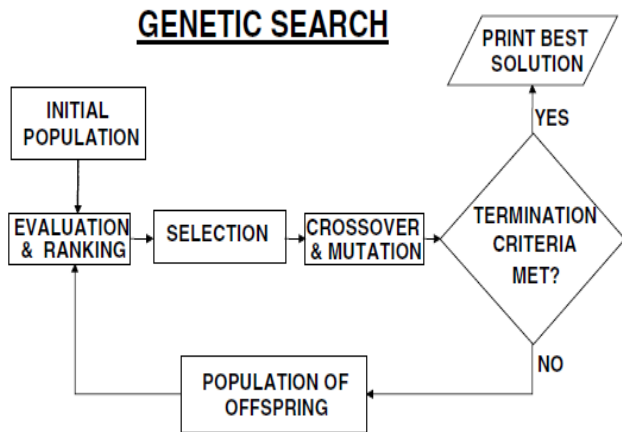 GENETIC SEARCH
PRINT BEST
SOLUTION
INITIAL
POPULATION
YES
EVALUATION
& RANKING
SELECTION
CROSSOVER
& MUTATION
TERMINATION
CRITERIA
MET?
NO
POPULATION OF
OFFSPRING